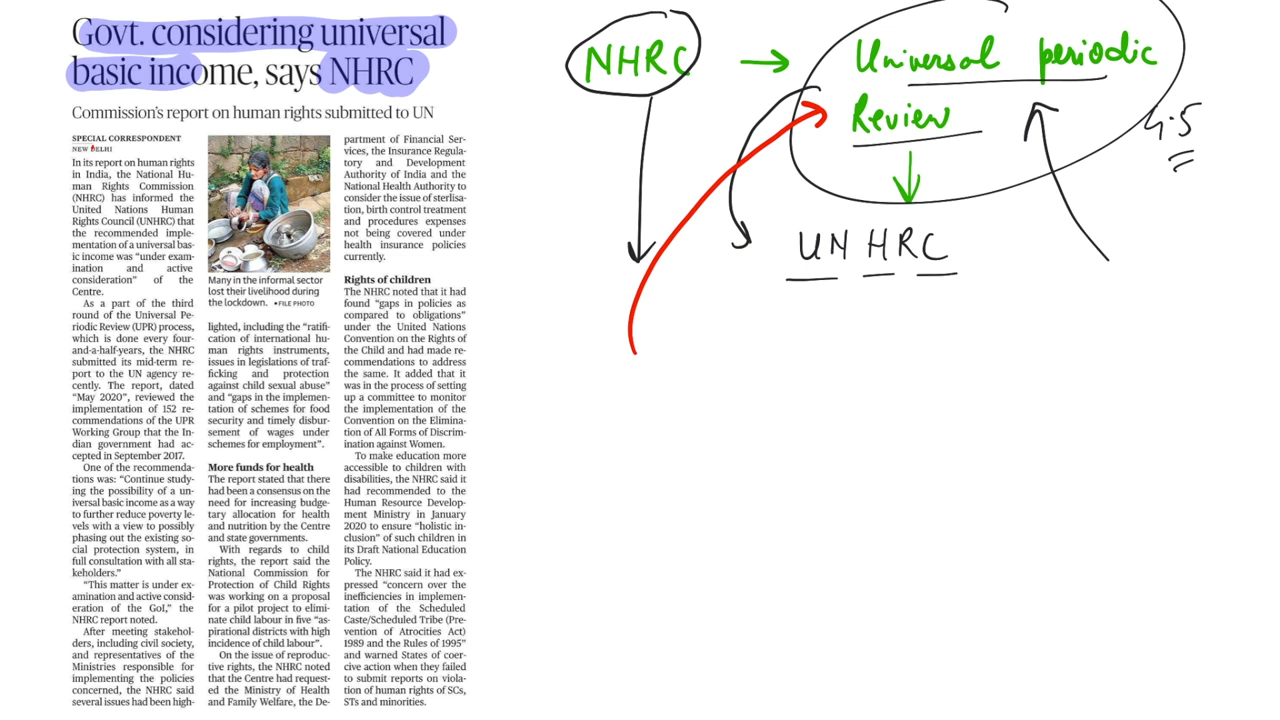 Govt. considering universal
basic income, says NHRC
Commission's report on human rights submitted to UN
SPECIAL CORRESPONDENT
NEW DELHI
In its report on human rights
in India, the National Hu-
man Rights Commission
(NHRC) has informed the
United Nations Human
Rights Council (UNHRC) that
the recommended imple-
mentation of a universal bas-
ic income was "under exam-
ination and active
consideration" of the
Centre.
As a part of the third
round of the Universal Pe-
riodic Review (UPR) process,
which is done every four-
and-a-half-years, the NHRC
submitted its mid-term re-
port to the UN agency re-
cently. The report, dated
"May 2020", reviewed the
implementation of 152 re-
commendations of the UPR
Working Group that the In-
dian government had ac-
cepted in September 2017.
One of the recommenda-
tions was: "Continue study-
ing the possibility of a un-
iversal basic income as a way
to further reduce poverty le-
vels with a view to possibly
phasing out the existing so-
cial protection system, in
full consultation with all sta-
keholders."
"This matter is under ex-
amination and active consid-
eration of the GoI," the
NHRC report noted.
After meeting stakehol-
ders, including civil society,
and representatives of the
Ministries responsible for
implementing the policies
concerned, the NHRC said
several issues had been high-
Many in the informal sector
lost their livelihood during
the lockdown. •FILE PHOTO
lighted, including the "ratifi-
cation of international hu-
man rights instruments,
issues in legislations of traf-
ficking and protection
against child sexual abuse"
and "gaps in the implemen-
tation of schemes for food
security and timely disbur-
sement of wages under
schemes for employment".
More funds for health
The report stated that there
had been a consensus on the
need for increasing budge-
tary allocation for health
and nutrition by the Centre
and state governments.
With regards to child
rights, the report said the
National Commission for
Protection of Child Rights
was working on a proposal
for a pilot project to elimi-
nate child labour in five "as-
pirational districts with high
incidence of child labour".
On the issue of reproduc-
tive rights, the NHRC noted
that the Centre had request-
ed the Ministry of Health
and Family Welfare, the De-
partment of Financial Ser-
vices, the Insurance Regula-
tory and Development
Authority of India and the
National Health Authority to
consider the issue of sterlisa-
tion, birth control treatment
and procedures expenses
not being covered under
health insurance policies
currently.
Rights of children
The NHRC noted that it had
found "gaps in policies as
compared to obligations"
under the United Nations
Convention on the Rights of
the Child and had made re-
commendations to address
the same. It added that it
was in the process of setting
up a committee to monitor
the implementation of the
Convention on the Elimina-
tion of All Forms of Discrim-
ination against Women.
To make education more
accessible to children with
disabilities, the NHRC said it
had recommended to the
Human Resource Develop-
ment Ministry in January
2020 to ensure "holistic in-
clusion" of such children in
its Draft National Education
Policy.
The NHRC said it had ex-
pressed "concern over the
inefficiencies in implemen-
tation of the Scheduled
Caste/Scheduled Tribe (Pre-
vention of Atrocities Act)
1989 and the Rules of 1995"
and warned States of coer-
cive action when they failed
to submit reports on viola-
tion of human rights of SCs,
STs and minorities.
NHRC → Universal periodic
Review
4.5
UNHRC